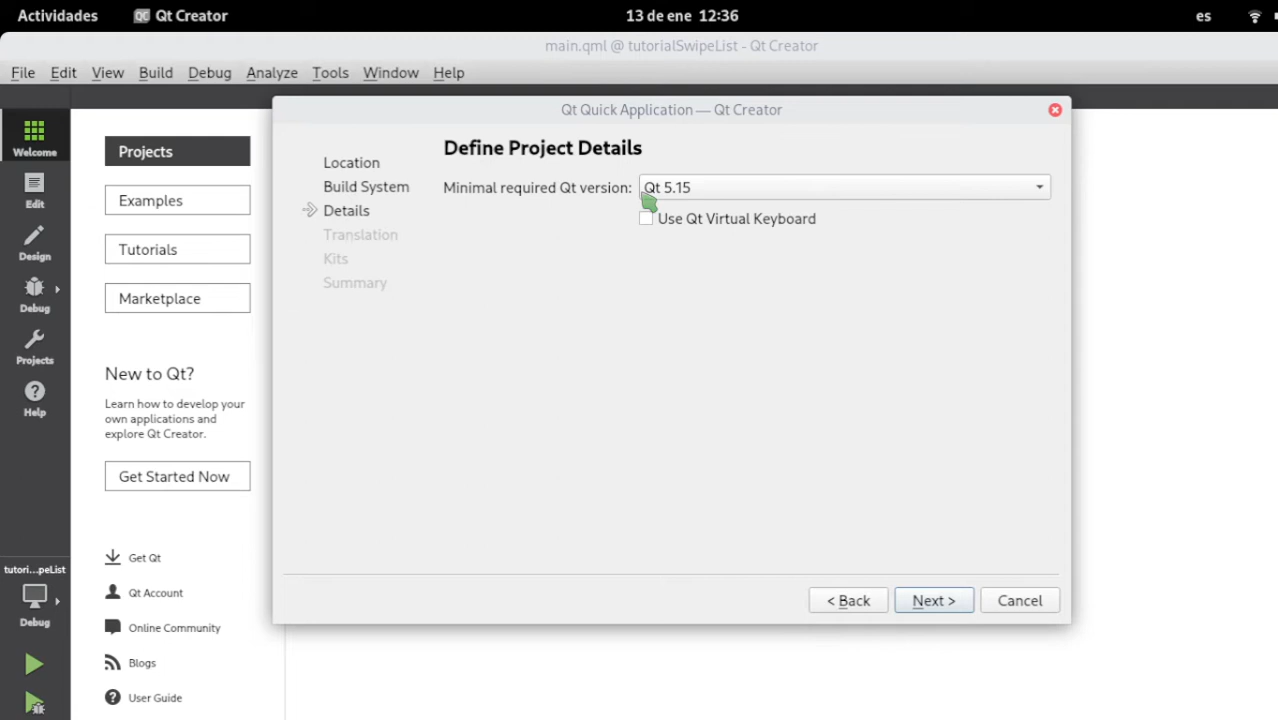 Actividades
Qt Creator
13 de ene 12:36
es
main.qml @ tutorialSwipeList - Qt Creator
File Edit View Build Debug Analyze Tools Window Help
Welcome
Edit
Design
Debug
Projects
Help
tutori...peList
Debug
Projects
Examples
Tutorials
Marketplace
New to Qt?
Learn how to develop your
own applications and
explore Qt Creator.
Get Started Now
Get Qt
Qt Account
Online Community
Blogs
User Guide
Qt Quick Application — Qt Creator
Location
Build System
Details
Translation
Kits
Summary
Define Project Details
Minimal required Qt version: Qt 5.15
Use Qt Virtual Keyboard
< Back
Next >
Cancel